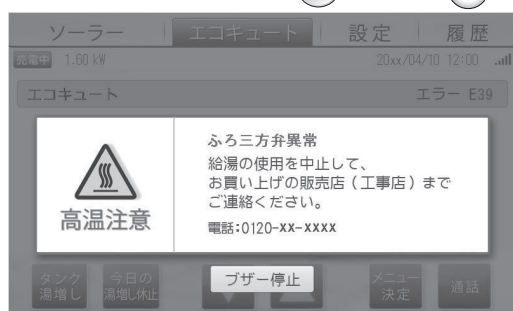 ソーラー エコキュート 設定 履歴
売電中 1.60 kW 20xx/04/10 12:00
エコキュート エラー E39
ふろ三方弁異常
給湯の使用を中止して、
お買い上げの販売店（工事店）まで
ご連絡ください。
高温注意
電話:0120-xx-xxxx
タンク湯増し 今日の湯増し休止 ブザー停止 メニュー決定 通話